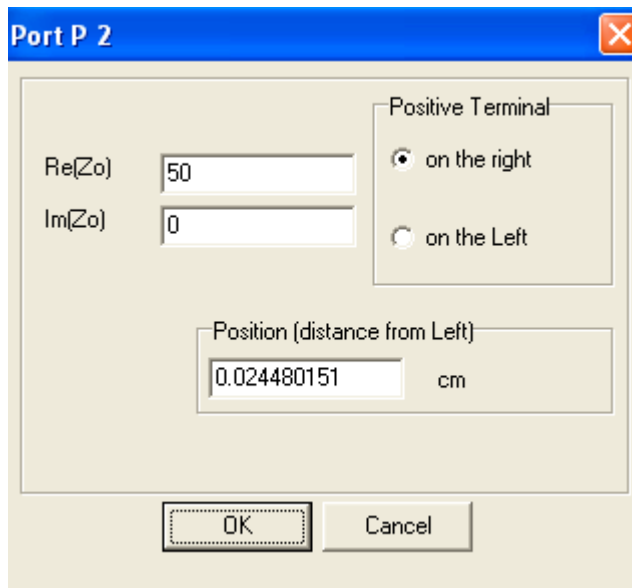 Port P 2
Positive Terminal
Re(Zo) 50
on the right
Im(Zo) 0
on the Left
Position (distance from Left)
0.024480151 cm
OK Cancel